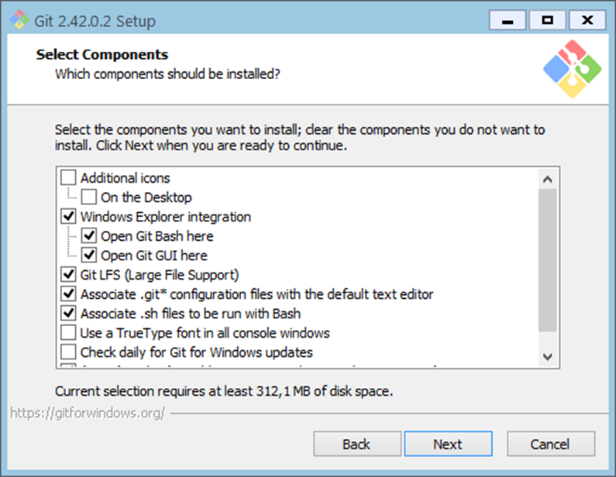 Git 2.42.0.2 Setup
Select Components
Which components should be installed?
Select the components you want to install; clear the components you do not want to
install. Click Next when you are ready to continue.
Additional icons
On the Desktop
Windows Explorer integration
Open Git Bash here
Open Git GUI here
Git LFS (Large File Support)
Associate .git* configuration files with the default text editor
Associate .sh files to be run with Bash
Use a TrueType font in all console windows
Check daily for Git for Windows updates
Current selection requires at least 312,1 MB of disk space.
https://gitforwindows.org/
Back
Next
Cancel